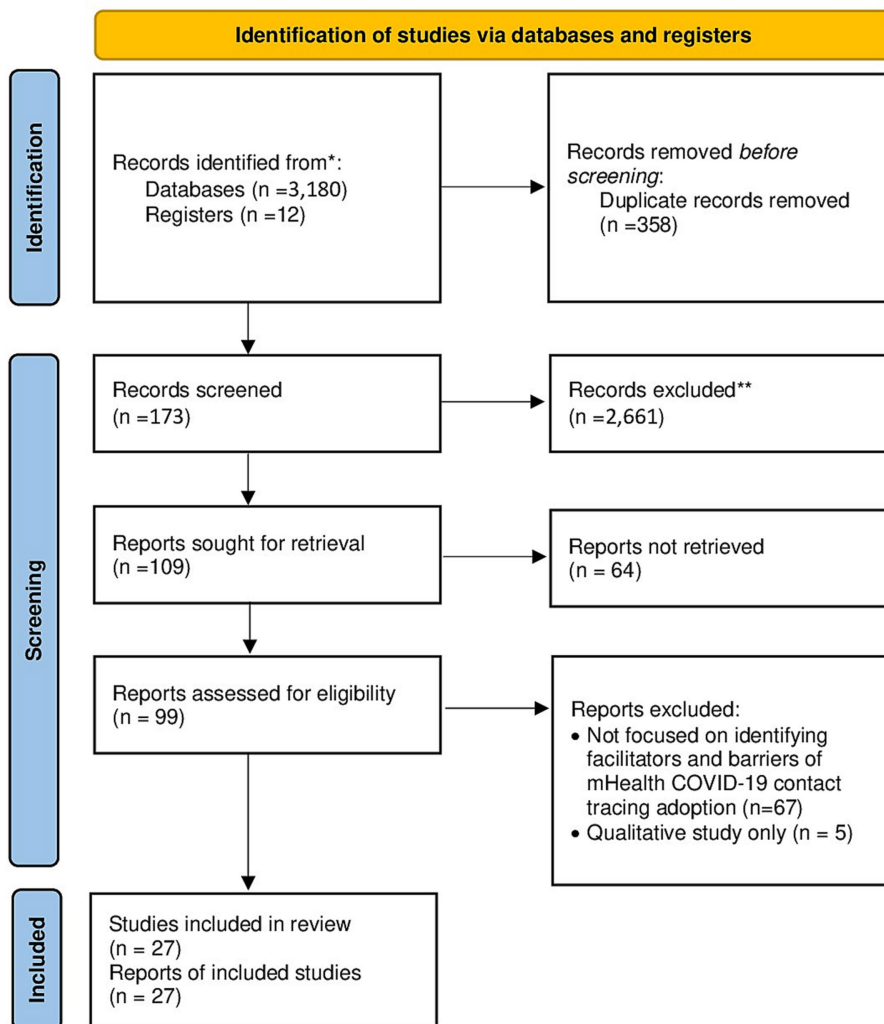 Identification of studies via databases and registers
Identification
Records identified from*:
Databases (n =3,180)
Registers (n =12)
Records removed before
screening:
Duplicate records removed
(n =358)
Screening
Records screened
(n =173)
Records excluded**
(n =2,661)
Reports sought for retrieval
(n =109)
Reports not retrieved
(n = 64)
Reports assessed for eligibility
(n = 99)
Reports excluded:
• Not focused on identifying
facilitators and barriers of
mHealth COVID-19 contact
tracing adoption (n=67)
• Qualitative study only (n = 5)
Included
Studies included in review
(n = 27)
Reports of included studies
(n = 27)